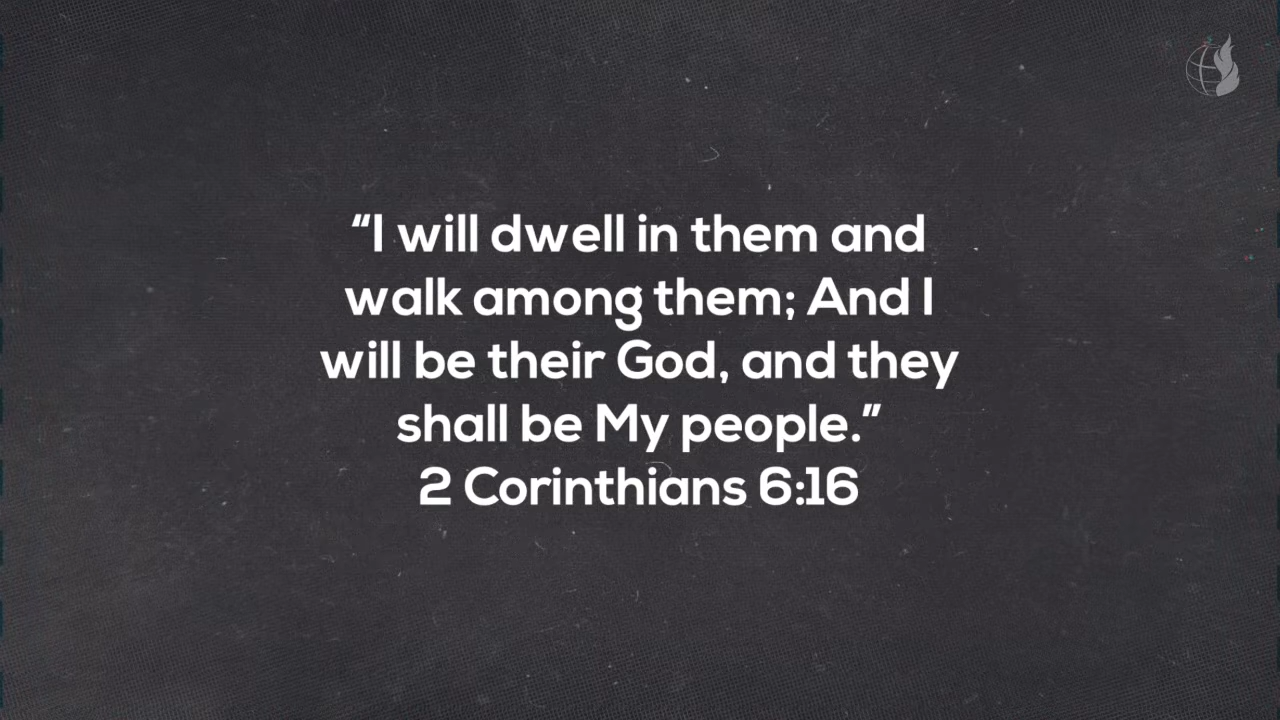 “I will dwell in them and
walk among them; And I
will be their God, and they
shall be My people.”
2 Corinthians 6:16